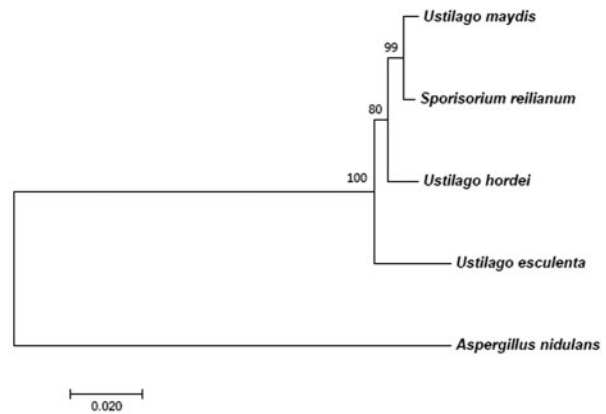 Ustilago maydis
99
Sporisorium reilianum
80
Ustilago hordei
100
Ustilago esculenta
Aspergillus nidulans
0.020